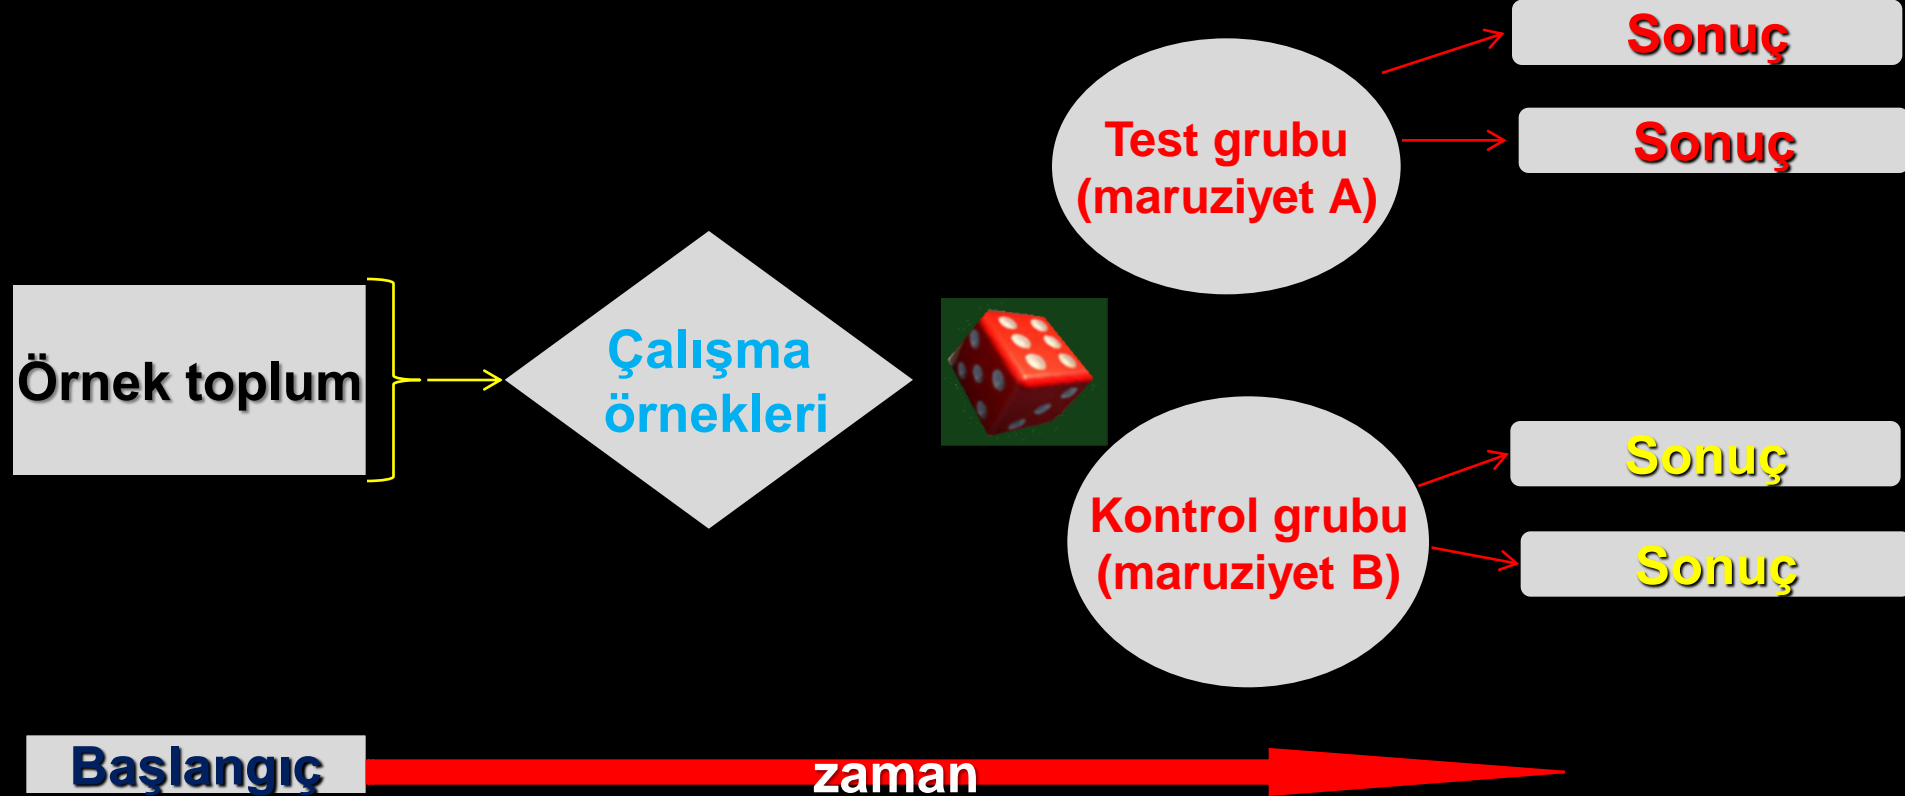 Sonuç
Test grubu
(maruziyet A)
Sonuç
Örnek toplum
Çalışma
örnekleri
Kontrol grubu
(maruziyet B)
Sonuç
Sonuç
Başlangıç
zaman